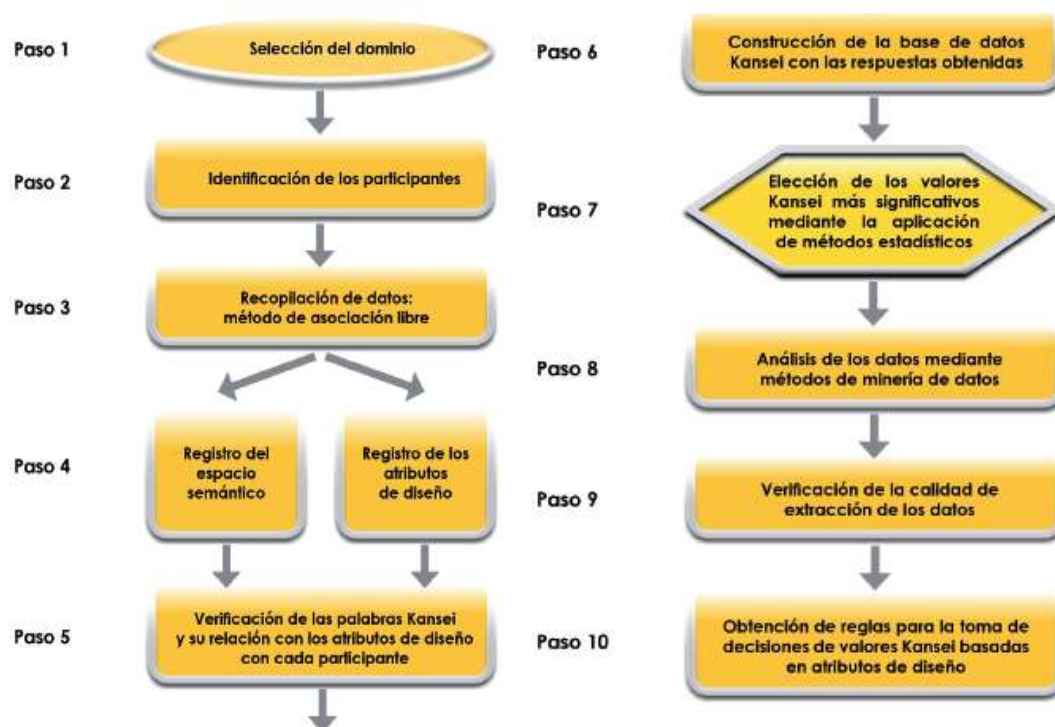 Paso 1
Selección del dominio
Paso 2
Identificación de los participantes
Paso 3
Recopilación de datos:
método de asociación libre
Paso 4
Registro del
espacio
semántico
Registro de los
atributos
de diseño
Paso 5
Verificación de las palabras Kansei
y su relación con los atributos de diseño
con cada participante
Paso 6
Construcción de la base de datos
Kansei con las respuestas obtenidas
Paso 7
Elección de los valores
Kansei más significativos
mediante la aplicación
de métodos estadísticos
Paso 8
Análisis de los datos mediante
métodos de minería de datos
Paso 9
Verificación de la calidad de
extracción de los datos
Paso 10
Obtención de reglas para la toma de
decisiones de valores Kansei basadas
en atributos de diseño